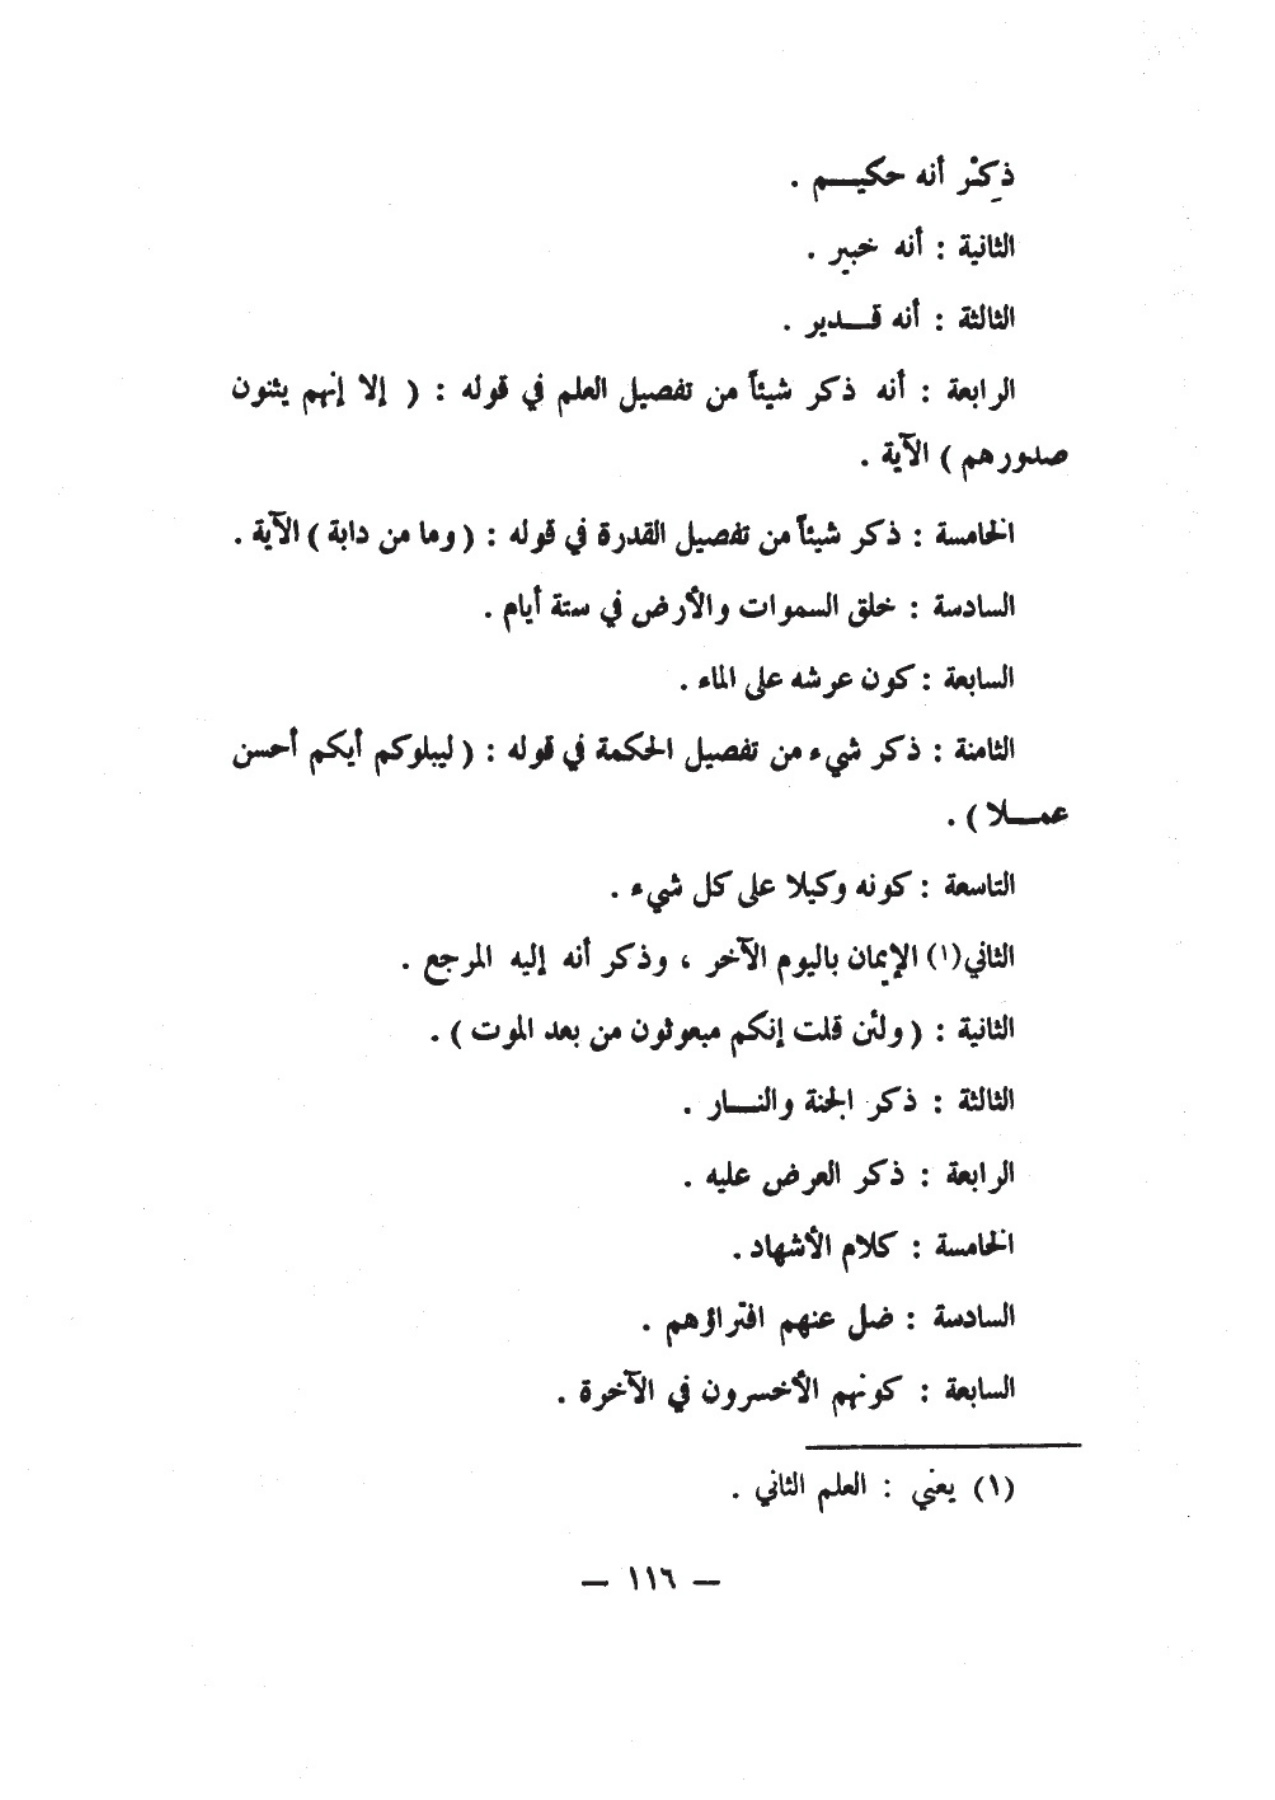 ذِكْر أنه حكيـــم .
الثانية : أنه خبير .
الثالثة : أنه قـــدير .
الرابعة : أنه ذكر شيئاً من تفصيل العلم في قوله : ( إلا إنهم يثنون
صدورهم ) الآية .
الخامسة : ذكر شيئاً من تفصيل القدرة في قوله : ( وما من دابة ) الآية .
السادسة : خلق السموات والأرض في ستة أيام .
السابعة : كون عرشه على الماء .
الثامنة : ذكر شيء من تفصيل الحكمة في قوله : ( ليبلوكم أيكم أحسن
عمـــلا ) .
التاسعة : كونه وكيلا على كل شيء .
الثاني(١) الإيمان باليوم الآخر ، وذكر أنه إليه المرجع .
الثانية : ( ولئن قلت إنكم مبعوثون من بعد الموت ) .
الثالثة : ذكر الجنة والنـــار .
الرابعة : ذكر العرض عليه .
الخامسة : كلام الأشهاد .
السادسة : ضل عنهم افتراؤهم .
السابعة : كونهم الأخسرون في الآخرة .
(١) يعني : العلم الثاني .
— ١١٦ —